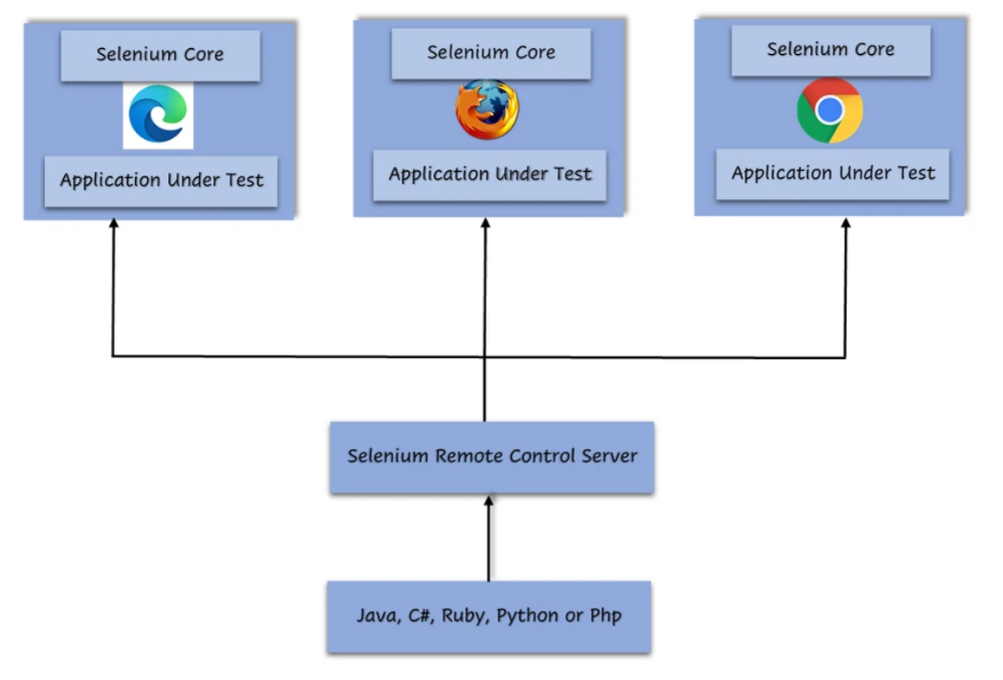 Selenium Core
Selenium Core
Selenium Core
Application Under Test
Application Under Test
Application Under Test
Selenium Remote Control Server
Java, C#, Ruby, Python or Php